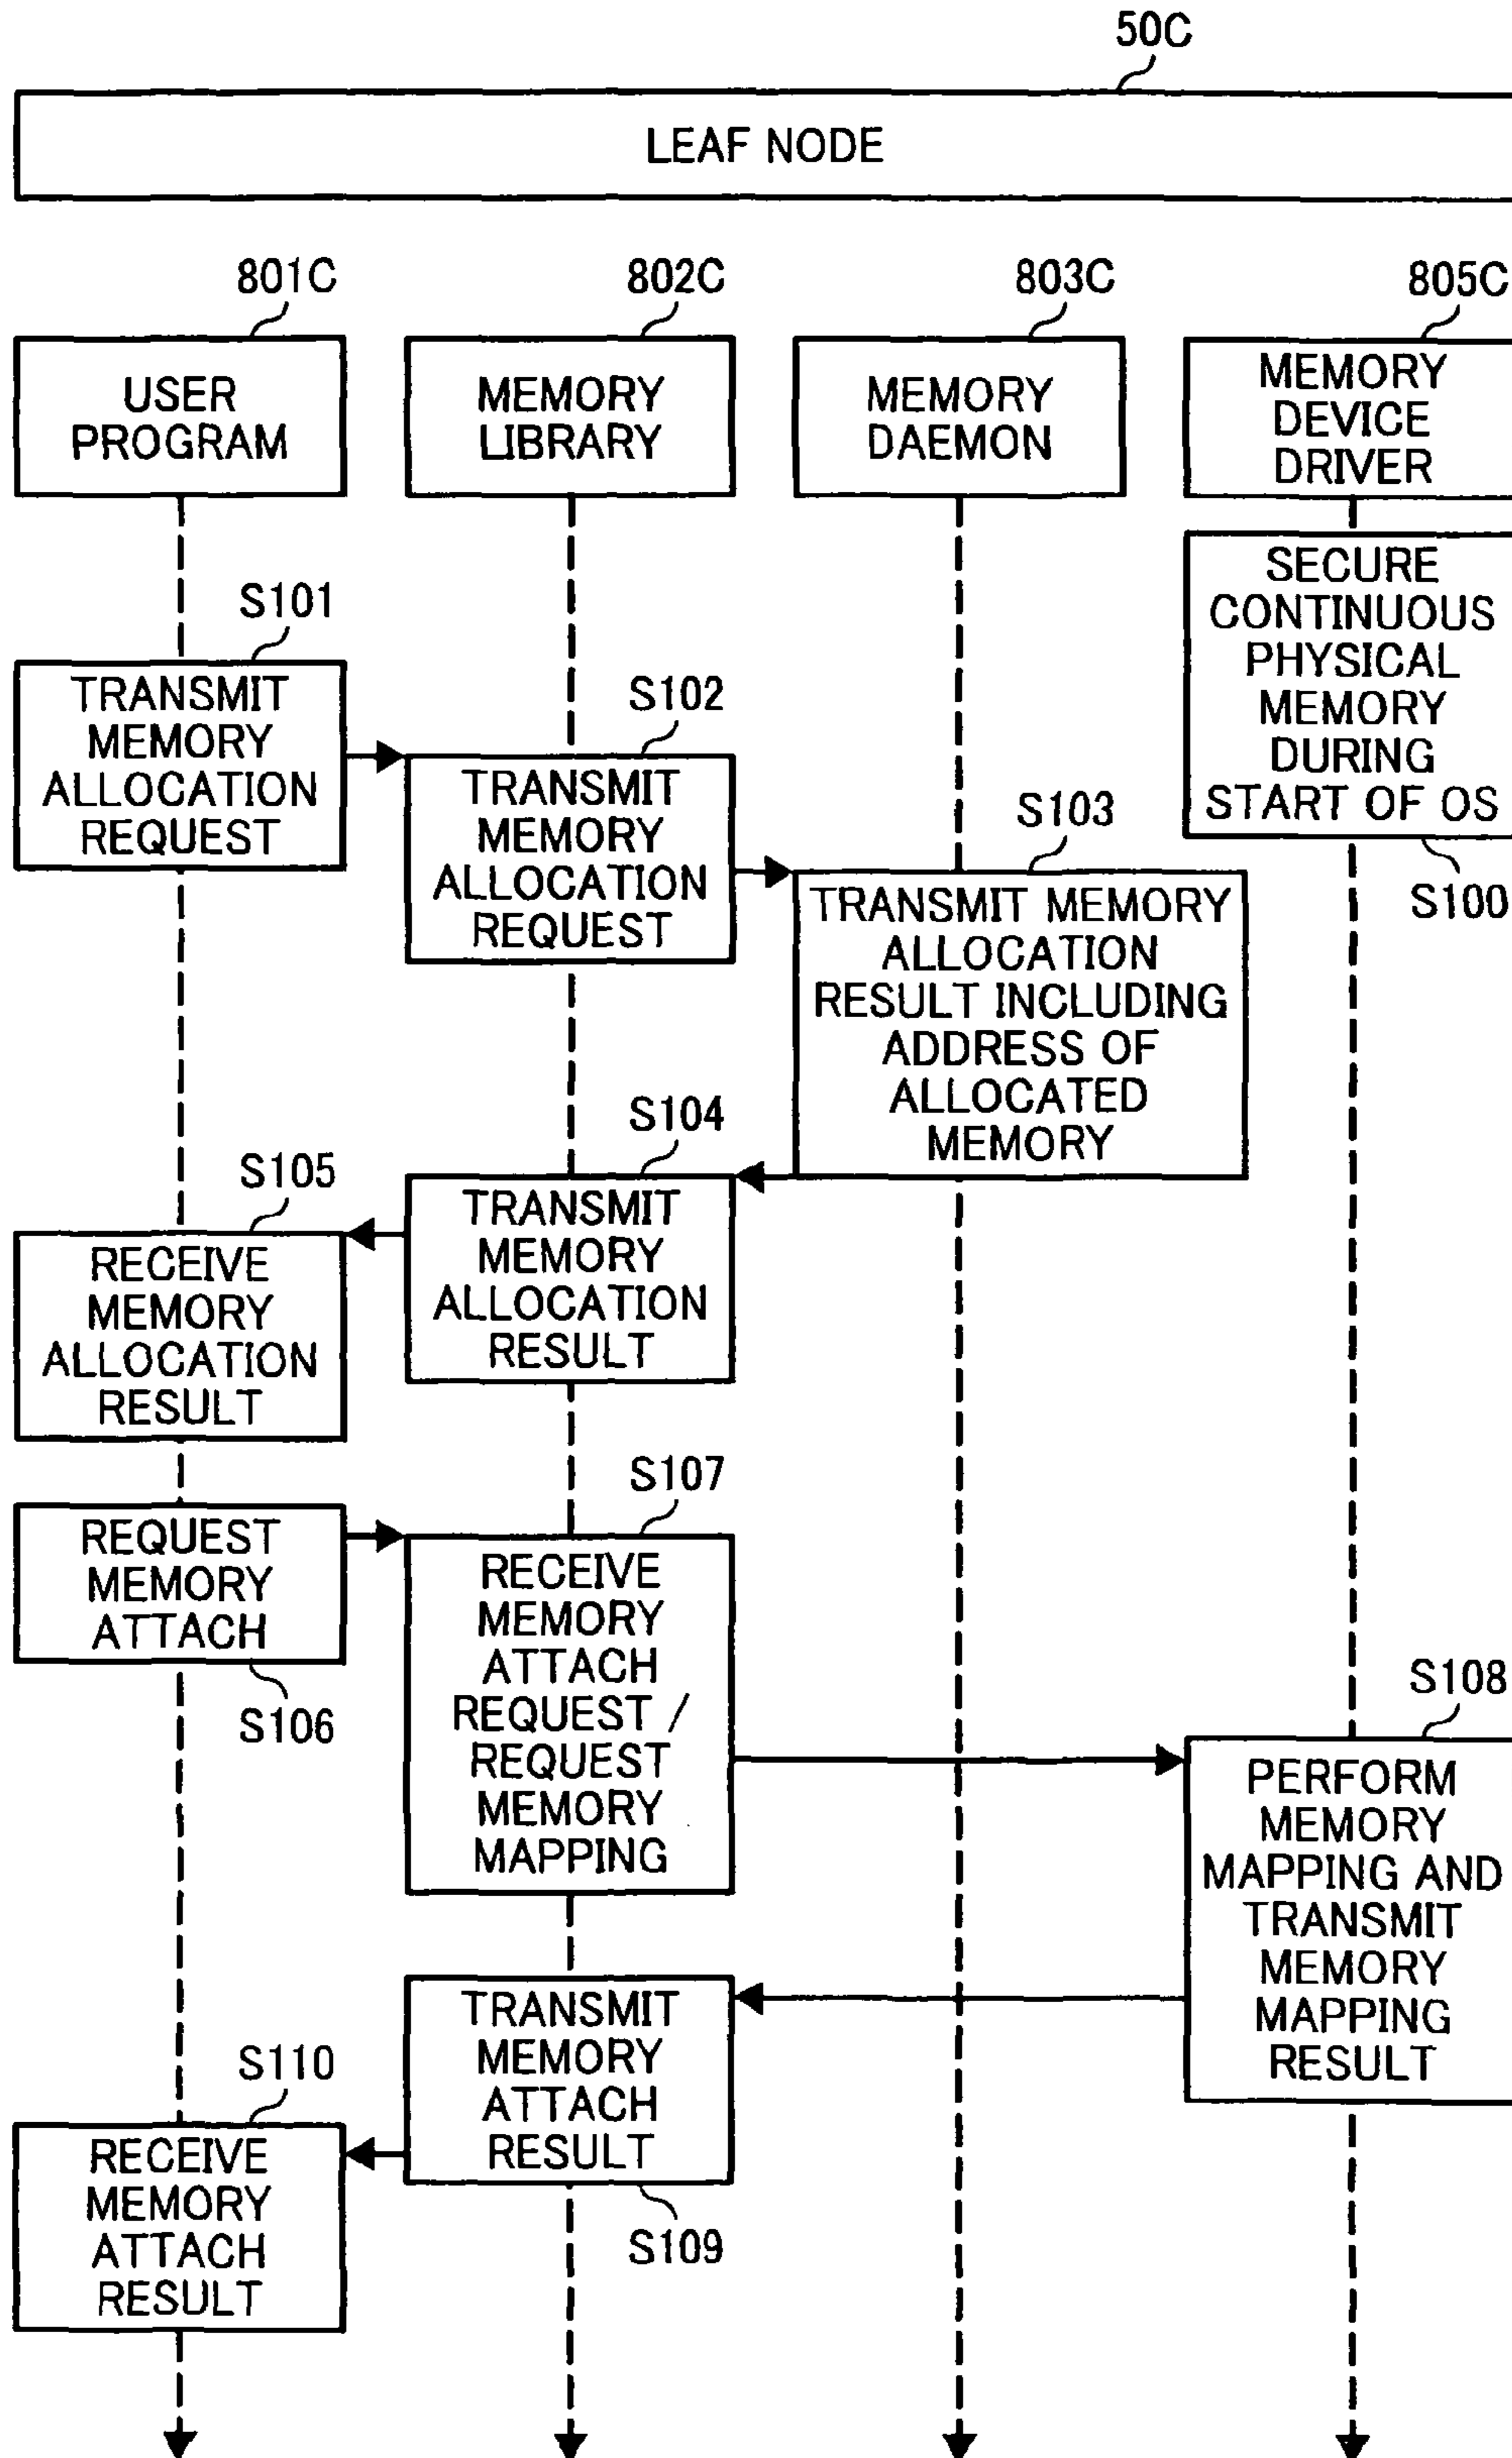 50C
LEAF NODE
801C
802C
803C
805C
USER
PROGRAM
MEMORY
LIBRARY
MEMORY
DAEMON
MEMORY
DEVICE
DRIVER
SECURE
CONTINUOUS
PHYSICAL
MEMORY
DURING
START OF OS
S100
S101
TRANSMIT
MEMORY
ALLOCATION
REQUEST
S102
TRANSMIT
MEMORY
ALLOCATION
REQUEST
S103
TRANSMIT MEMORY
ALLOCATION
RESULT INCLUDING
ADDRESS OF
ALLOCATED
MEMORY
S104
TRANSMIT
MEMORY
ALLOCATION
RESULT
S105
RECEIVE
MEMORY
ALLOCATION
RESULT
REQUEST
MEMORY
ATTACH
S106
S107
RECEIVE
MEMORY
ATTACH
REQUEST /
REQUEST
MEMORY
MAPPING
S108
PERFORM
MEMORY
MAPPING AND
TRANSMIT
MEMORY
MAPPING
RESULT
TRANSMIT
MEMORY
ATTACH
RESULT
S109
S110
RECEIVE
MEMORY
ATTACH
RESULT